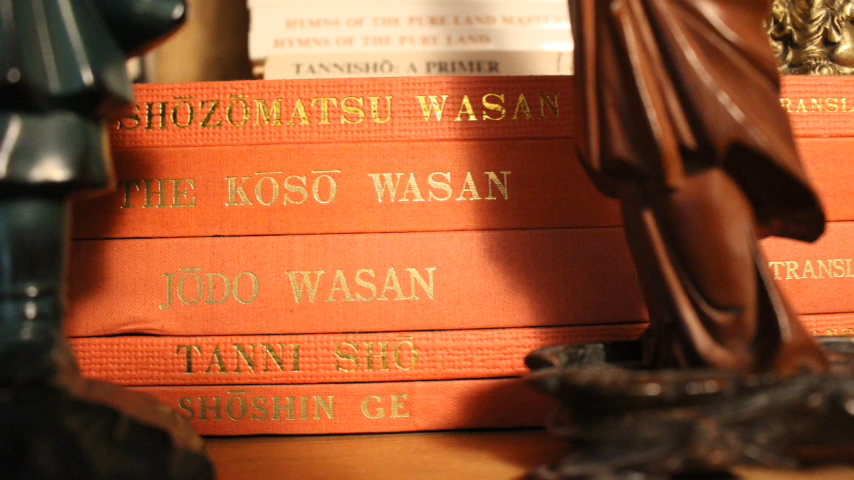 HYMNS OF THE PURE LAND MASTERS
HYMNS OF THE PURE LAND
TANNISHŌ: A PRIMER
SHŌZŌMATSU WASAN TRANSL
THE KŌSŌ WASAN
JŌDO WASAN TRANSL
TANNI SHŌ
SHŌSHIN GE